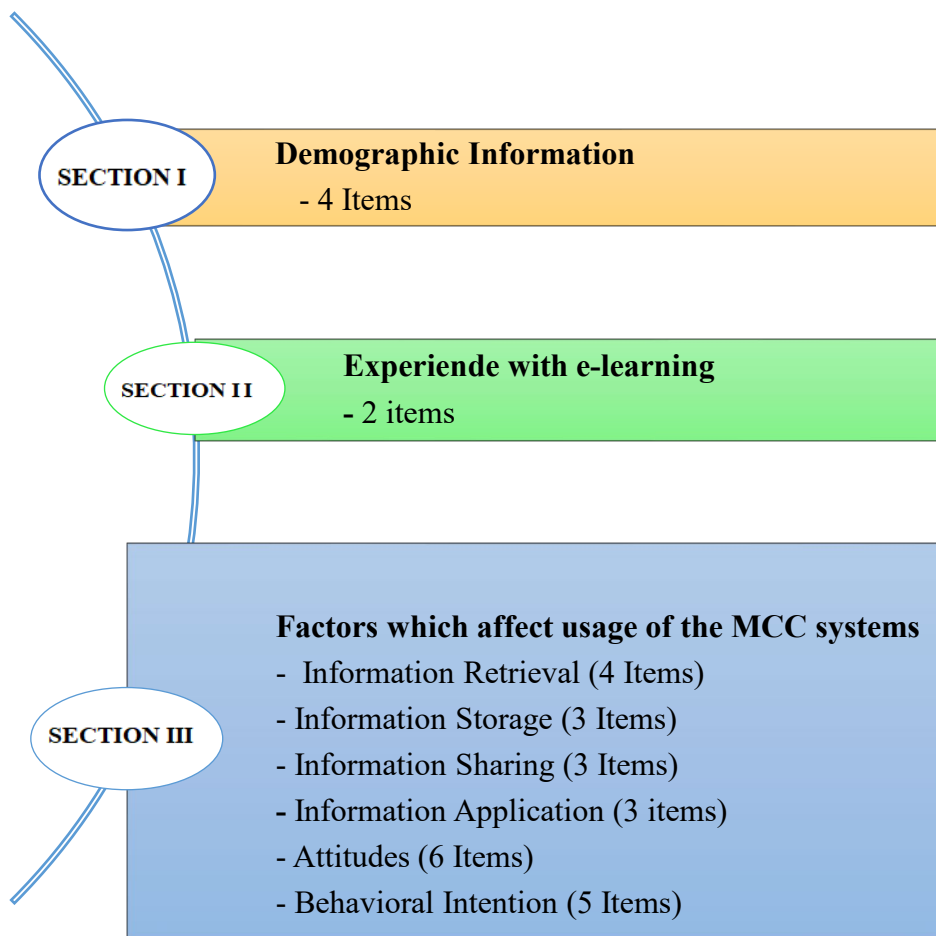 SECTION I
Demographic Information
- 4 Items
SECTION II
Experiende with e-learning
- 2 items
SECTION III
Factors which affect usage of the MCC systems
- Information Retrieval (4 Items)
- Information Storage (3 Items)
- Information Sharing (3 Items)
- Information Application (3 items)
- Attitudes (6 Items)
- Behavioral Intention (5 Items)